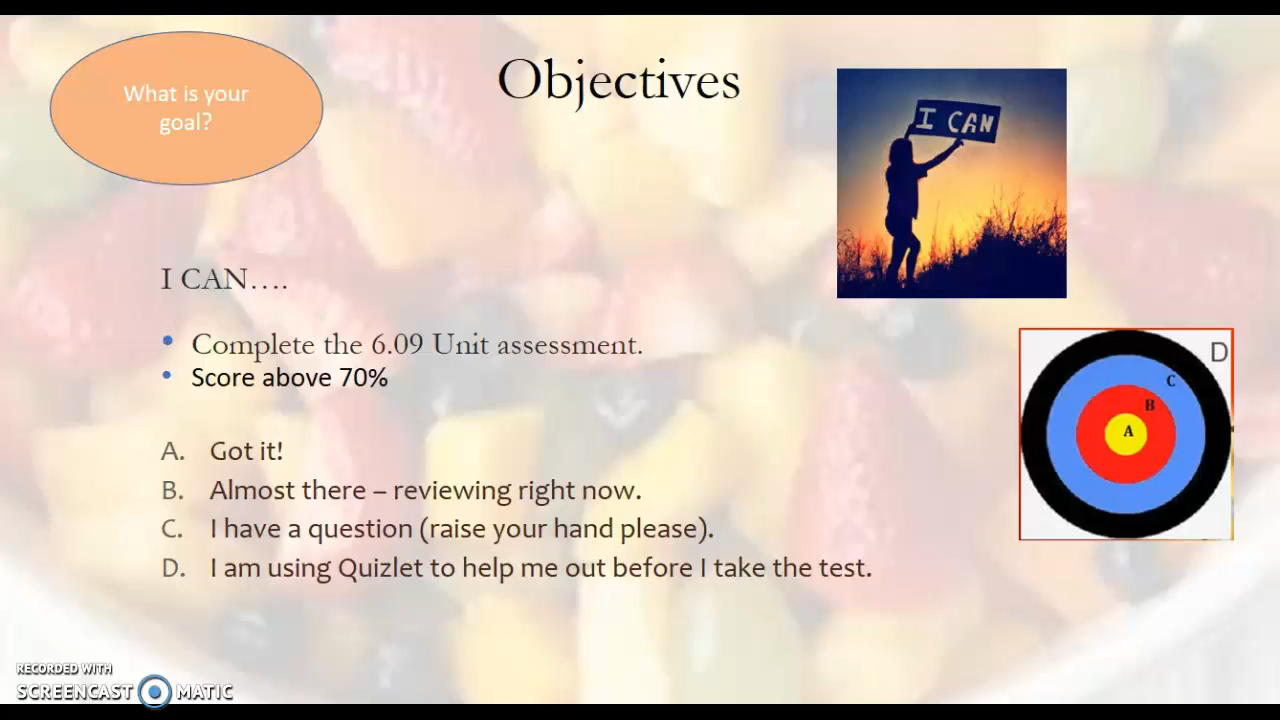 What is your
goal?
Objectives
I CAN
I CAN….
• Complete the 6.09 Unit assessment.
• Score above 70%
A. Got it!
B. Almost there – reviewing right now.
C. I have a question (raise your hand please).
D. I am using Quizlet to help me out before I take the test.
D
C
B
A
RECORDED WITH
SCREENCAST MATIC